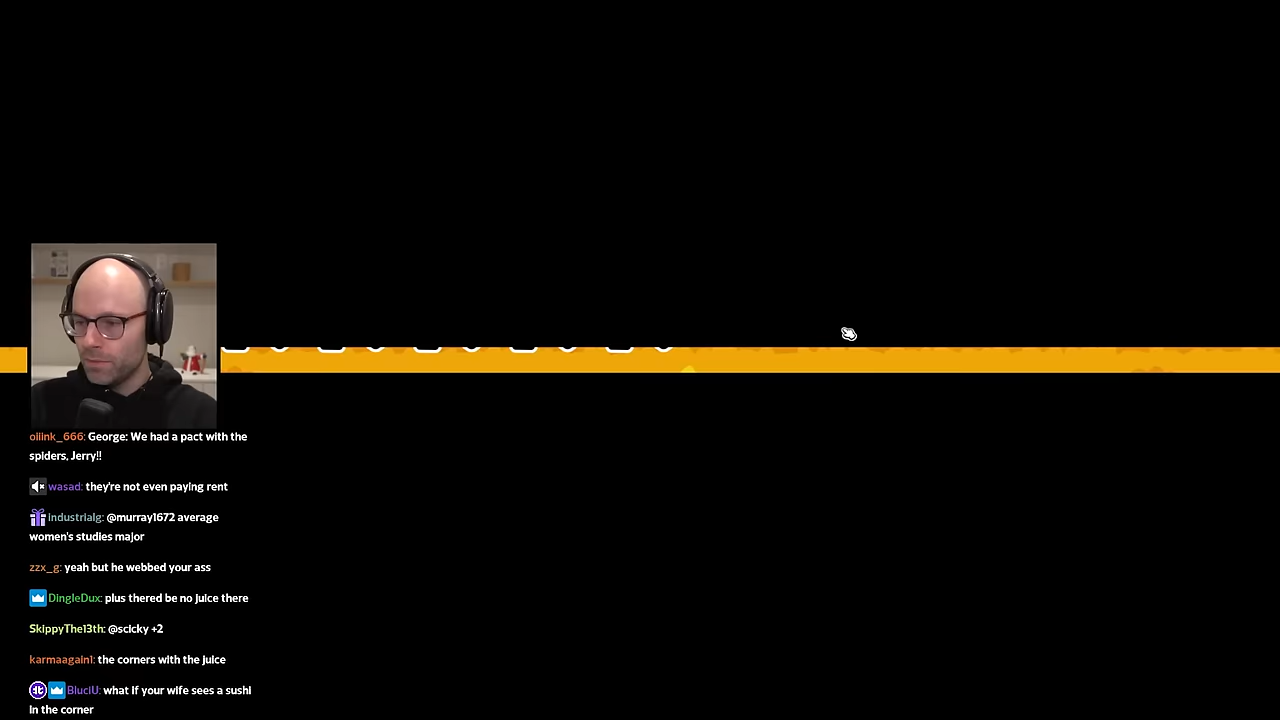 oilink_666: George: We had a pact with the
spiders, Jerry!!
wasad: they're not even paying rent
industrialg: @murray1672 average
women's studies major
zzx_g: yeah but he webbed your ass
DingleDux: plus thered be no juice there
SkippyThe13th: @scicky +2
karmaagain1: the corners with the juice
BluciU: what if your wife sees a sushi
in the corner